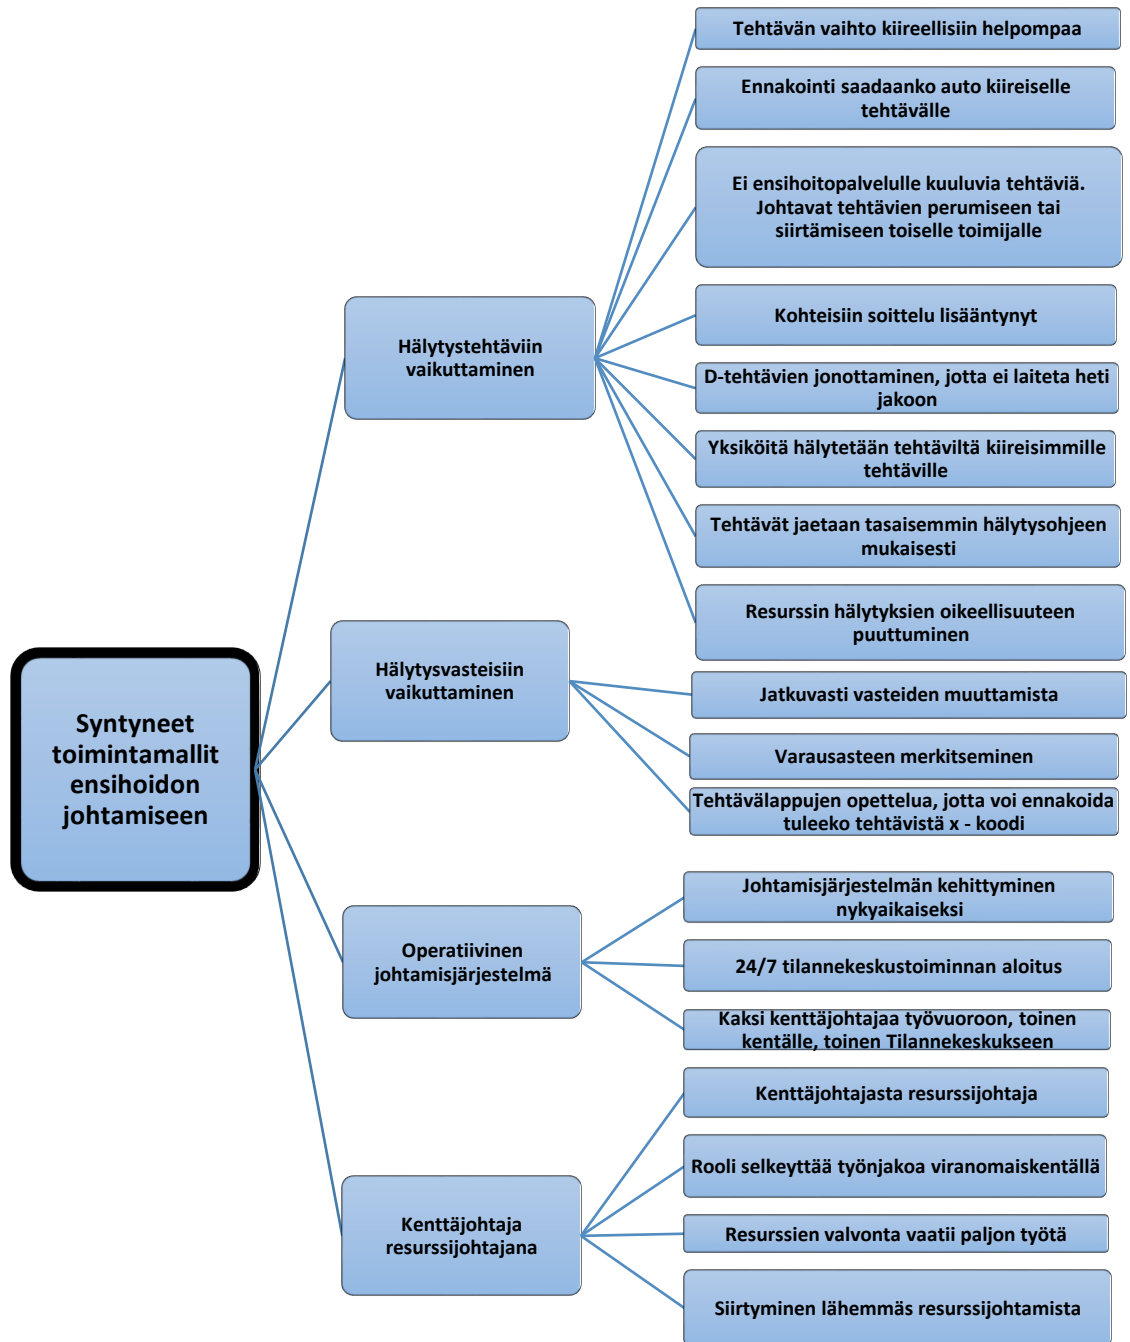 Syntyneet
toimintamallit
ensihoidon
johtamiseen
Hälytystehtäviin
vaikuttaminen
Tehtävän vaihto kiireellisiin helpompaa
Ennakointi saadaanko auto kiireiselle
tehtävälle
Ei ensihoitopalvelulle kuuluvia tehtäviä.
Johtavat tehtävien perumiseen tai
siirtämiseen toiselle toimijalle
Kohteisiin soittelu lisääntynyt
D-tehtävien jonottaminen, jotta ei laiteta heti
jakoon
Yksiköitä hälytetään tehtäviltä kiireisimmille
tehtäville
Tehtävät jaetaan tasaisemmin hälytysohjeen
mukaisesti
Resurssin hälytyksien oikeellisuuteen
puuttuminen
Hälytysvasteisiin
vaikuttaminen
Jatkuvasti vasteiden muuttamista
Varausasteen merkitseminen
Tehtävälappujen opettelua, jotta voi ennakoida
tuleeko tehtävistä x - koodi
Operatiivinen
johtamisjärjestelmä
Johtamisjärjestelmän kehittyminen
nykyaikaiseksi
24/7 tilannekeskustoiminnan aloitus
Kaksi kenttäjohtajaa työvuoroon, toinen
kentälle, toinen Tilannekeskukseen
Kenttäjohtaja
resurssijohtajana
Kenttäjohtajasta resurssijohtaja
Rooli selkeyttää työnjakoa viranomaiskentällä
Resurssien valvonta vaatii paljon työtä
Siirtyminen lähemmäs resurssijohtamista